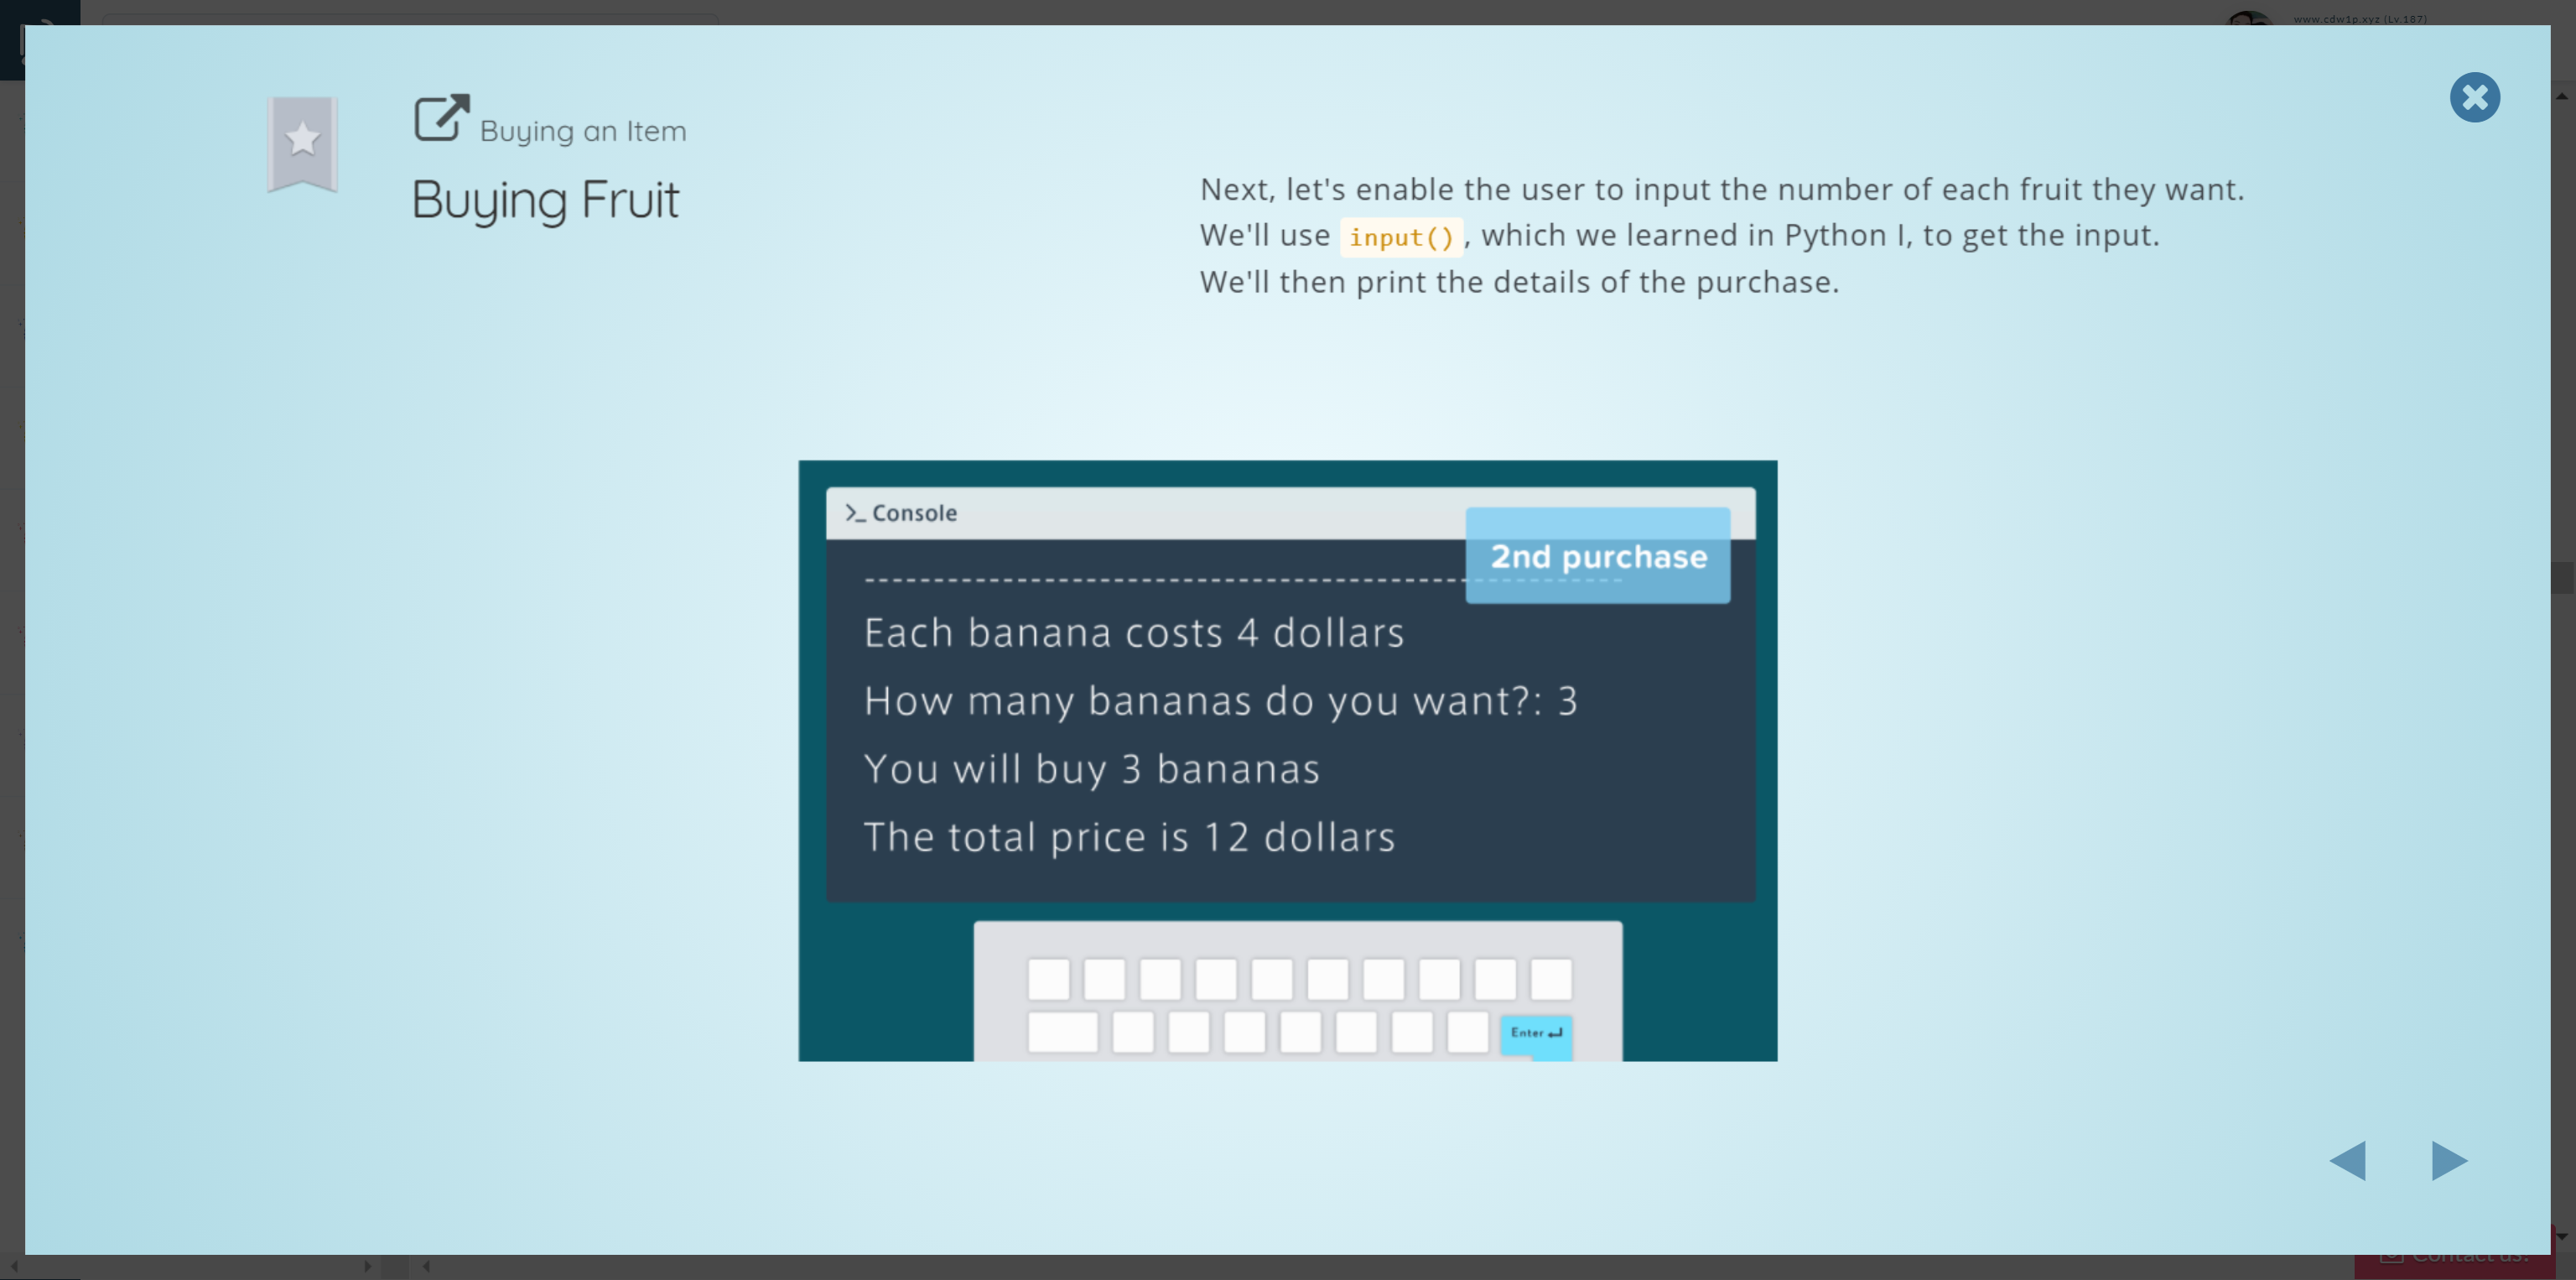 www.cdw1p.xyz (Lv.187)
Buying an Item
Buying Fruit
Next, let's enable the user to input the number of each fruit they want.
We'll use input() , which we learned in Python I, to get the input.
We'll then print the details of the purchase.
>_ Console
2nd purchase
------------------------------------------------------
Each banana costs 4 dollars
How many bananas do you want?: 3
You will buy 3 bananas
The total price is 12 dollars
Enter
Contact us!